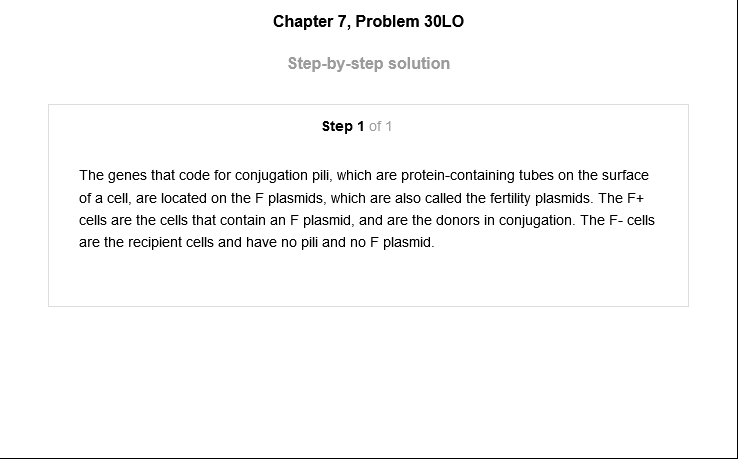 Chapter 7, Problem 30LO
Step-by-step solution
Step 1 of 1
The genes that code for conjugation pili, which are protein-containing tubes on the surface
of a cell, are located on the F plasmids, which are also called the fertility plasmids. The F+
cells are the cells that contain an F plasmid, and are the donors in conjugation. The F- cells
are the recipient cells and have no pili and no F plasmid.